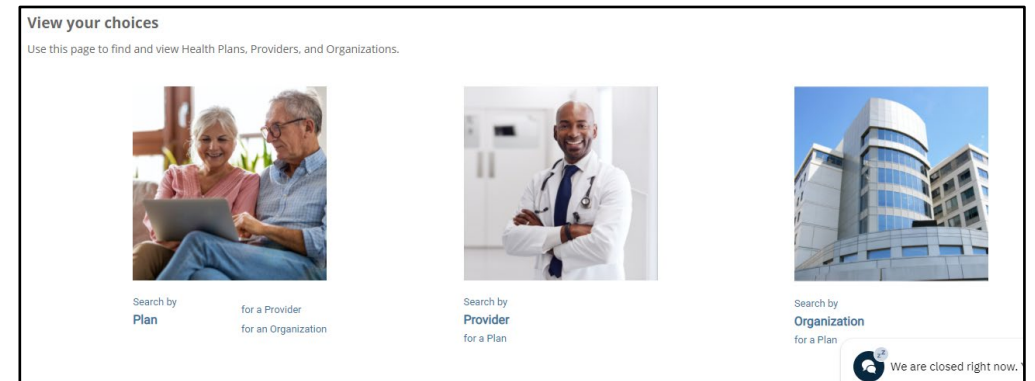 View your choices
Use this page to find and view Health Plans, Providers, and Organizations.
Search by
Plan
for a Provider
for an Organization
Search by
Provider
for a Plan
Search by
Organization
for a Plan
zz
We are closed right now. Y